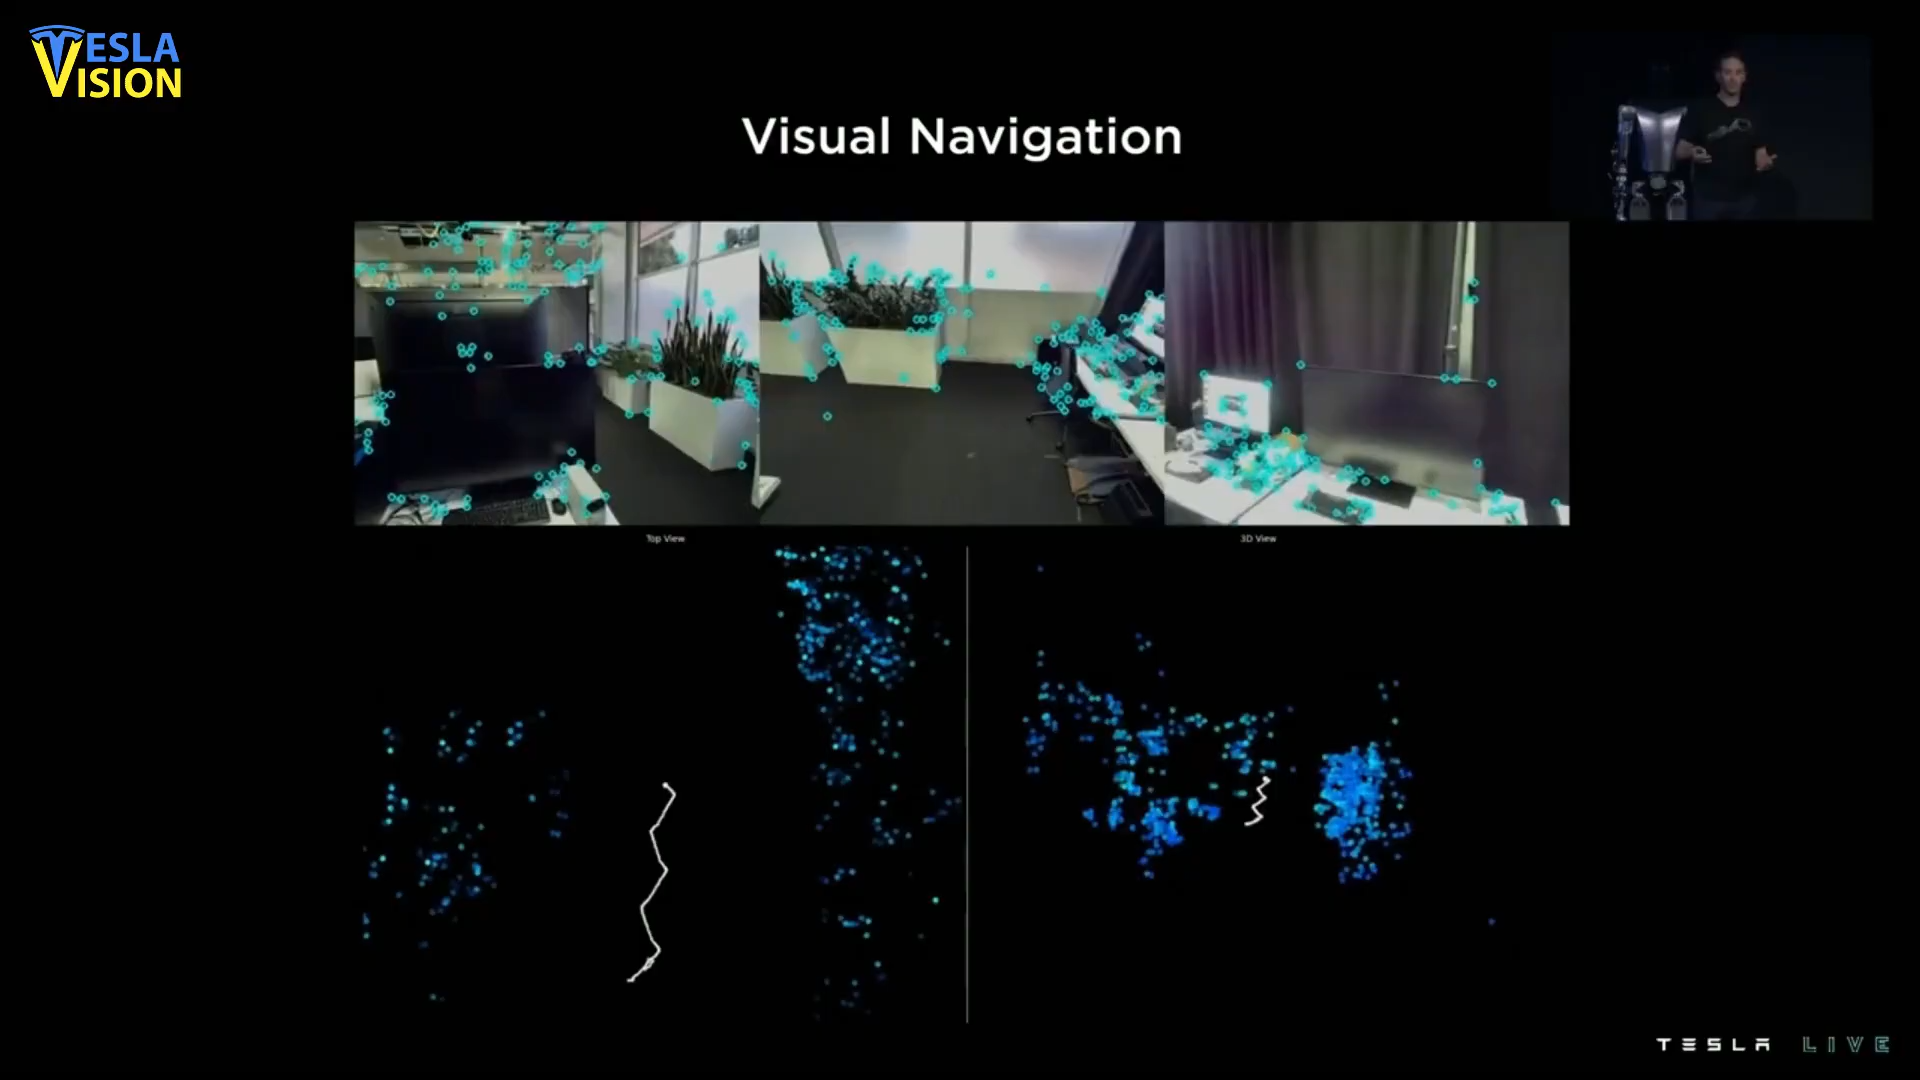 TESLA
VISION
Visual Navigation
Top View
3D View
TESLA LIVE